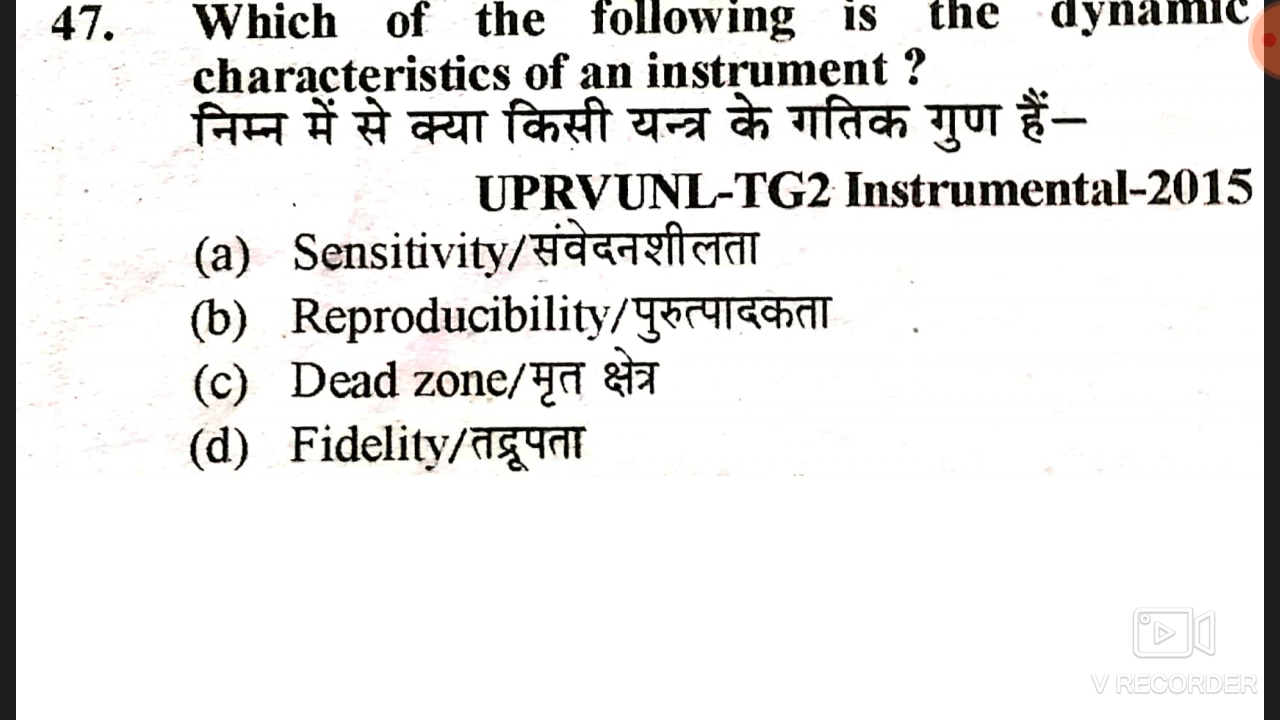 47. Which of the following is the dynamic
characteristics of an instrument ?
निम्न में से क्या किसी यन्त्र के गतिक गुण हैं–
UPRVUNL-TG2 Instrumental-2015
(a) Sensitivity/संवेदनशीलता
(b) Reproducibility/पुरुत्पादकता
(c) Dead zone/मृत क्षेत्र
(d) Fidelity/तद्रूपता
V RECORDER